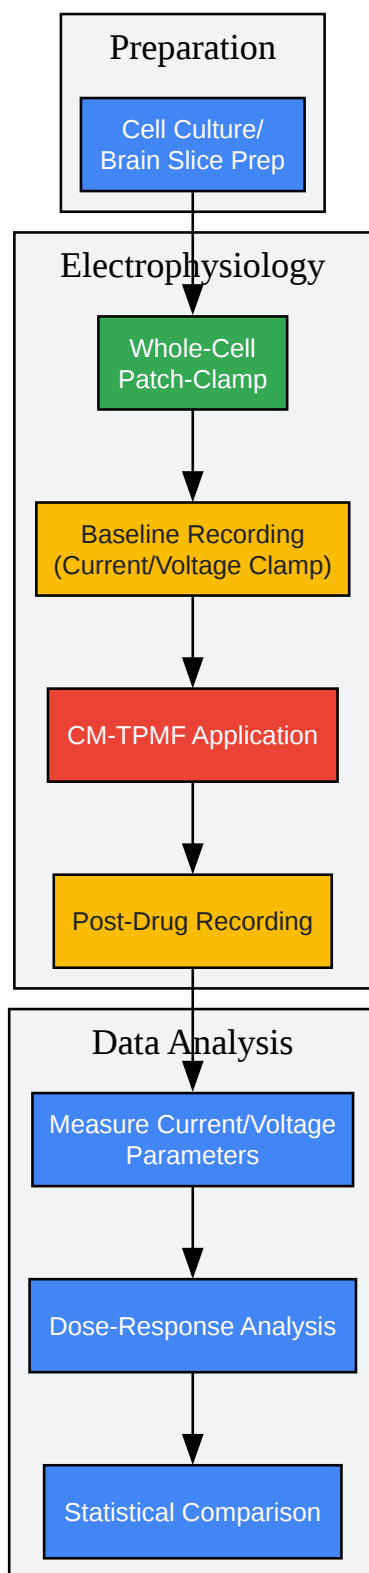 Preparation
Cell Culture/
Brain Slice Prep
Electrophysiology
Whole-Cell
Patch-Clamp
Baseline Recording
(Current/Voltage Clamp)
CM-TPMF Application
Post-Drug Recording
Data Analysis
Measure Current/Voltage
Parameters
Dose-Response Analysis
Statistical Comparison